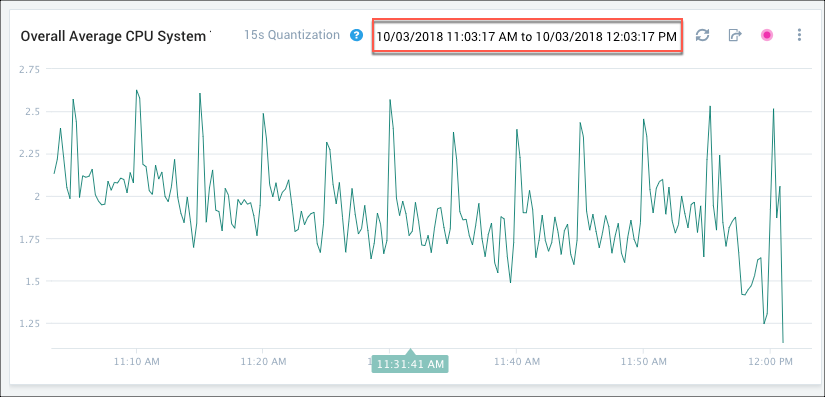 Overall Average CPU System
15s Quantization
?
10/03/2018 11:03:17 AM to 10/03/2018 12:03:17 PM
2.75
2.5
2.25
2
1.75
1.5
1.25
11:10 AM
11:20 AM
11:31:41 AM
11:40 AM
11:50 AM
12:00 PM